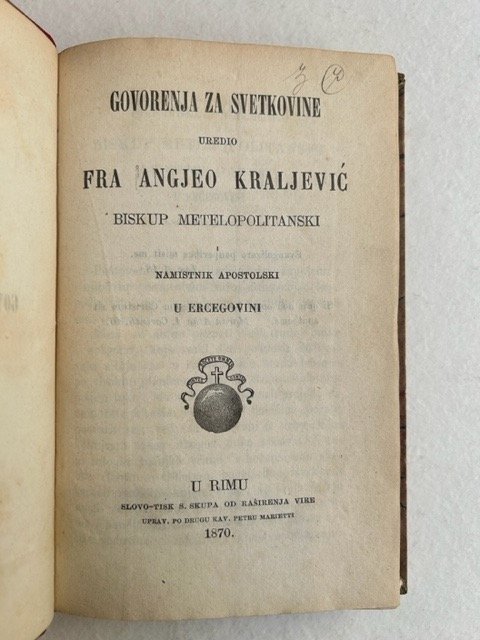 GOVORENJA ZA SVETKOVINE
UREDIO
FRA ANGJEO KRALJEVIĆ
BISKUP METELOPOLITANSKI
I
NAMISTNIK APOSTOLSKI
U ERCEGOVINI
U RIMU
SLOVO-TISK S. SKUPA OD RAŠIRENJA VIRE
UPRAV. PO DRUGU KAV. PETRU MARIETTI
1870.